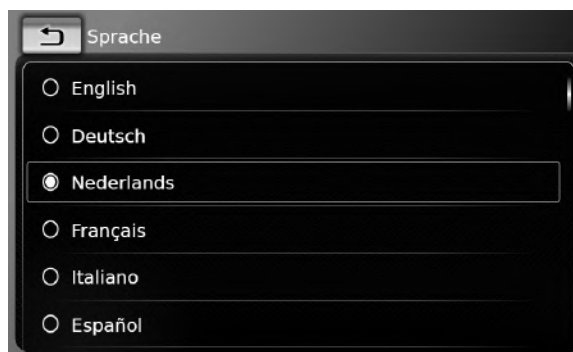 Sprache
English
Deutsch
Nederlands
Français
Italiano
Español